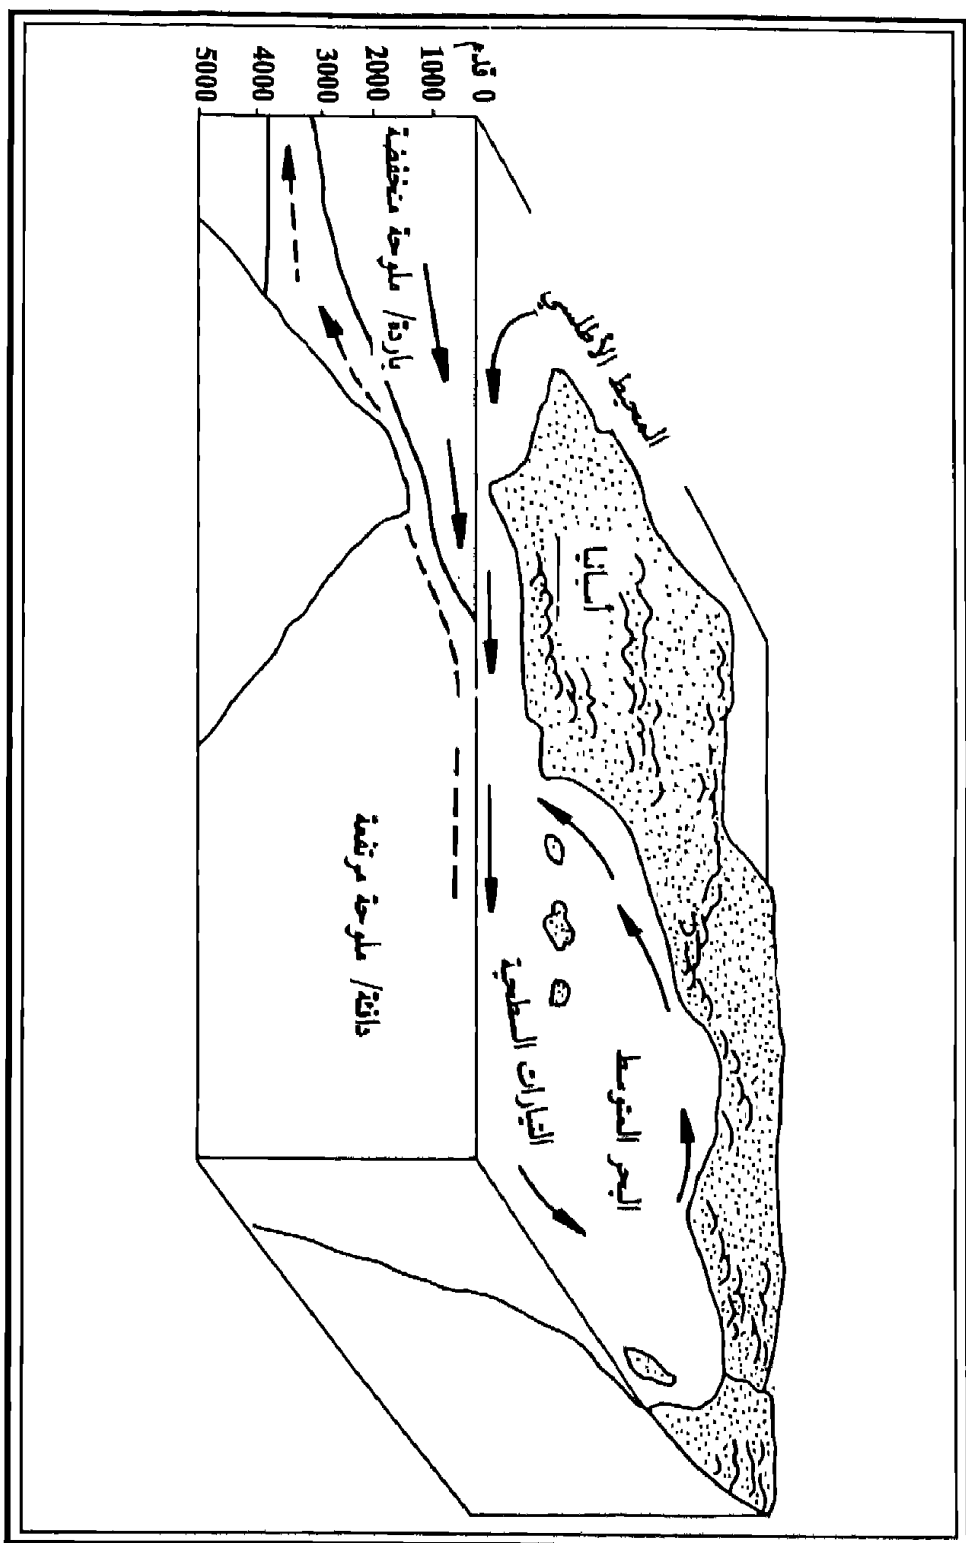 المحيط الأطلسي
أسبانيا
البحر المتوسط
التيارات السطحية
0 قدم
1000
2000
3000
4000
5000
باردة/ ملوحة منخفضة
دافئة/ ملوحة مرتفعة